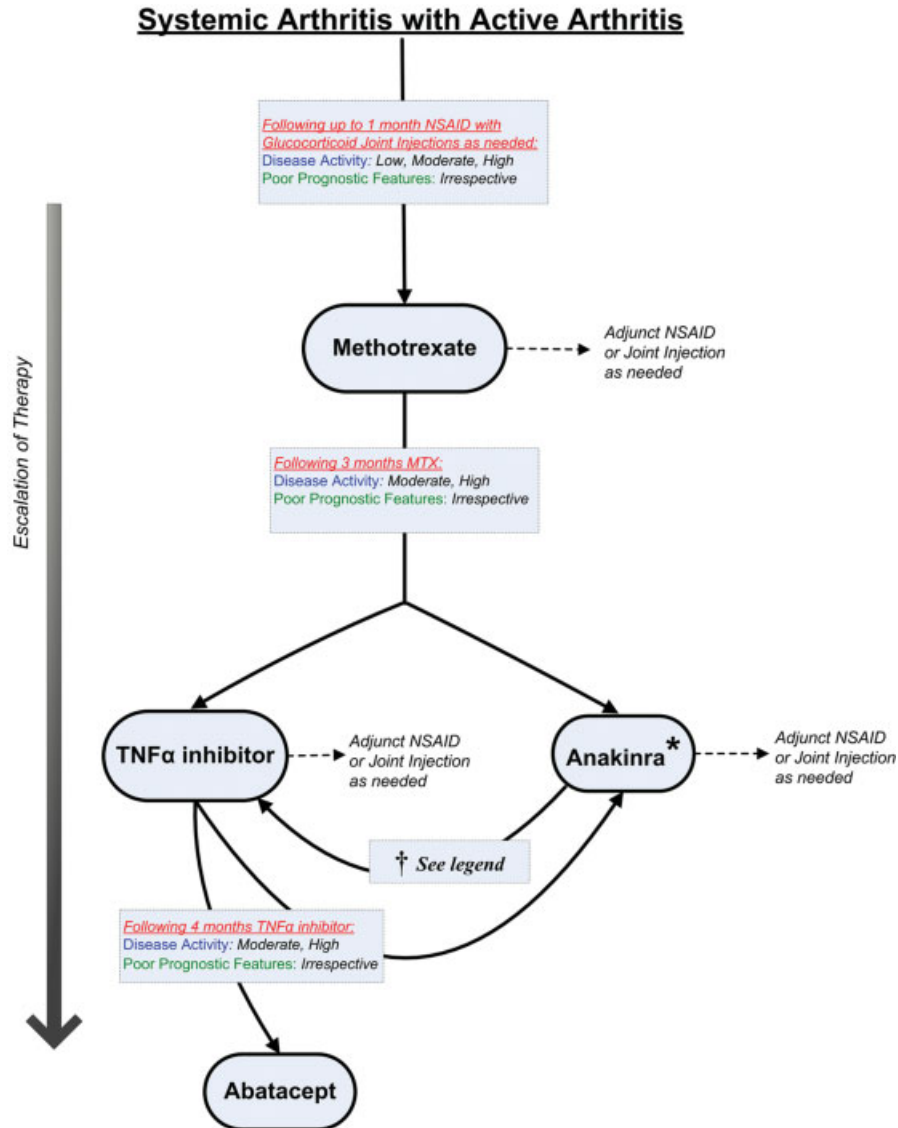 Systemic Arthritis with Active Arthritis
Following up to 1 month NSAID with
Glucocorticoid Joint Injections as needed:
Disease Activity: Low, Moderate, High
Poor Prognostic Features: Irrespective
Escalation of Therapy
Methotrexate
Adjunct NSAID
or Joint Injection
as needed
Following 3 months MTX:
Disease Activity: Moderate, High
Poor Prognostic Features: Irrespective
TNFα inhibitor
Adjunct NSAID
or Joint Injection
as needed
Anakinra*
Adjunct NSAID
or Joint Injection
as needed
† See legend
Following 4 months TNFα inhibitor:
Disease Activity: Moderate, High
Poor Prognostic Features: Irrespective
Abatacept